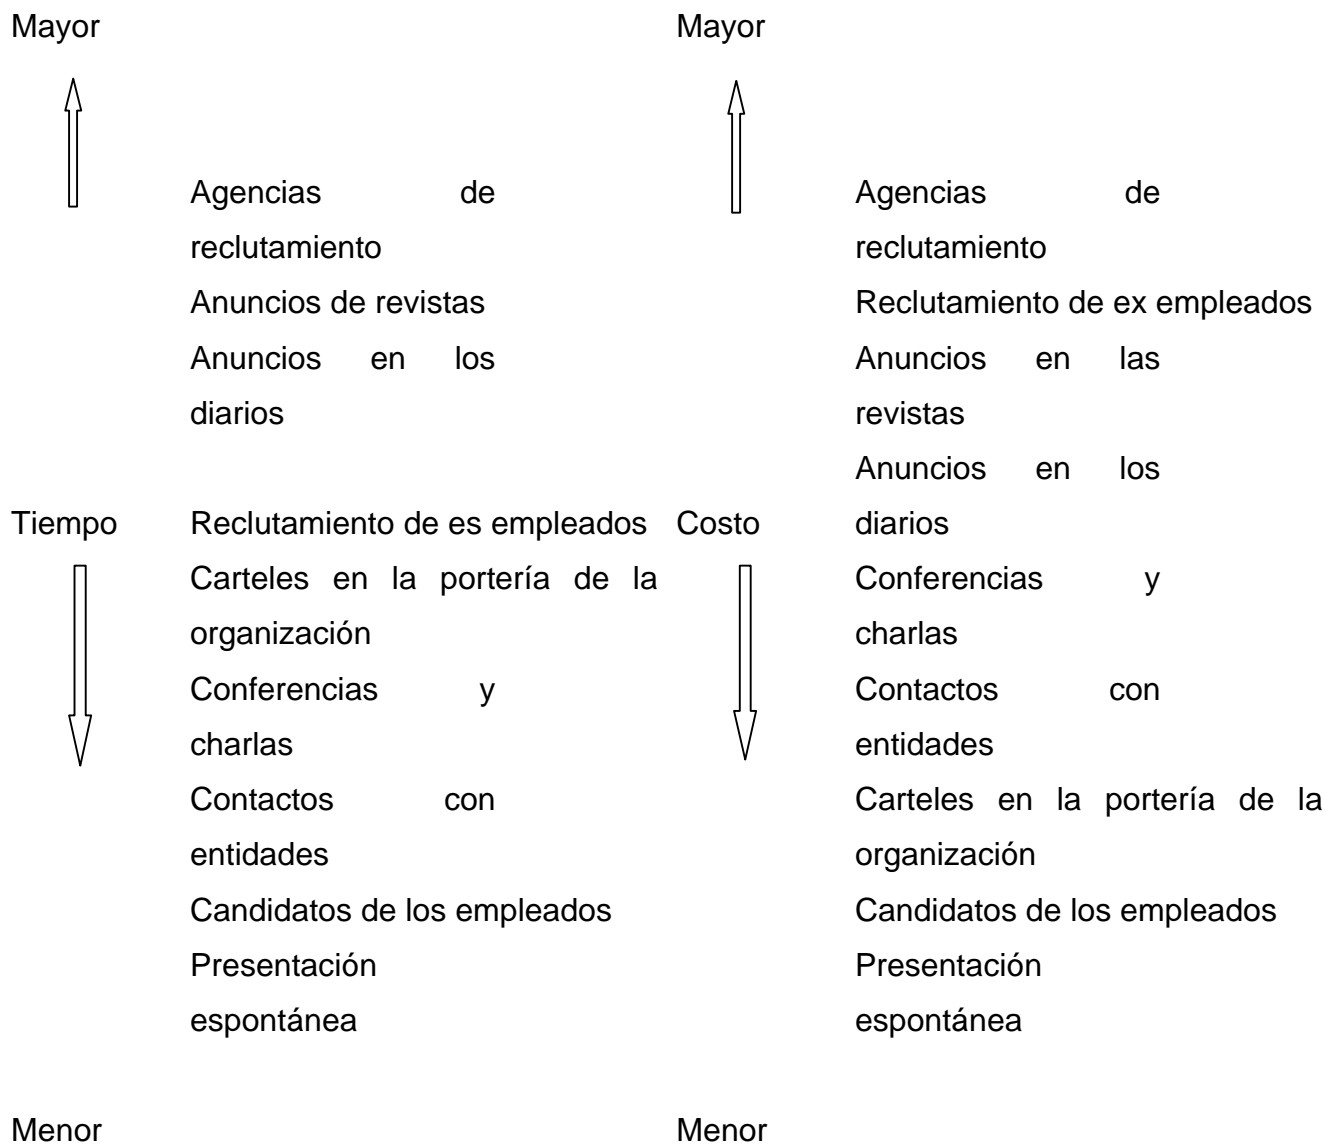 Mayor
Agencias de
reclutamiento
Anuncios de revistas
Anuncios en los
diarios
Tiempo
Reclutamiento de es empleados
Carteles en la portería de la
organización
Conferencias y
charlas
Contactos con
entidades
Candidatos de los empleados
Presentación
espontánea
Menor
Mayor
Agencias de
reclutamiento
Reclutamiento de ex empleados
Anuncios en las
revistas
Anuncios en los
Costo
diarios
Conferencias y
charlas
Contactos con
entidades
Carteles en la portería de la
organización
Candidatos de los empleados
Presentación
espontánea
Menor